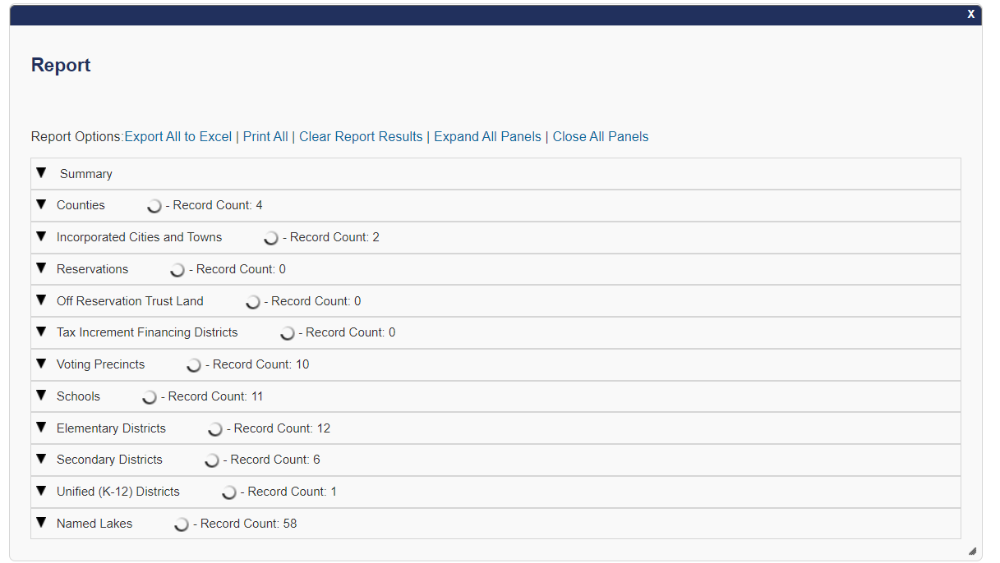 X
Report
Report Options:Export All to Excel | Print All | Clear Report Results | Expand All Panels | Close All Panels
Summary
Counties - Record Count: 4
Incorporated Cities and Towns - Record Count: 2
Reservations - Record Count: 0
Off Reservation Trust Land - Record Count: 0
Tax Increment Financing Districts - Record Count: 0
Voting Precincts - Record Count: 10
Schools - Record Count: 11
Elementary Districts - Record Count: 12
Secondary Districts - Record Count: 6
Unified (K-12) Districts - Record Count: 1
Named Lakes - Record Count: 58